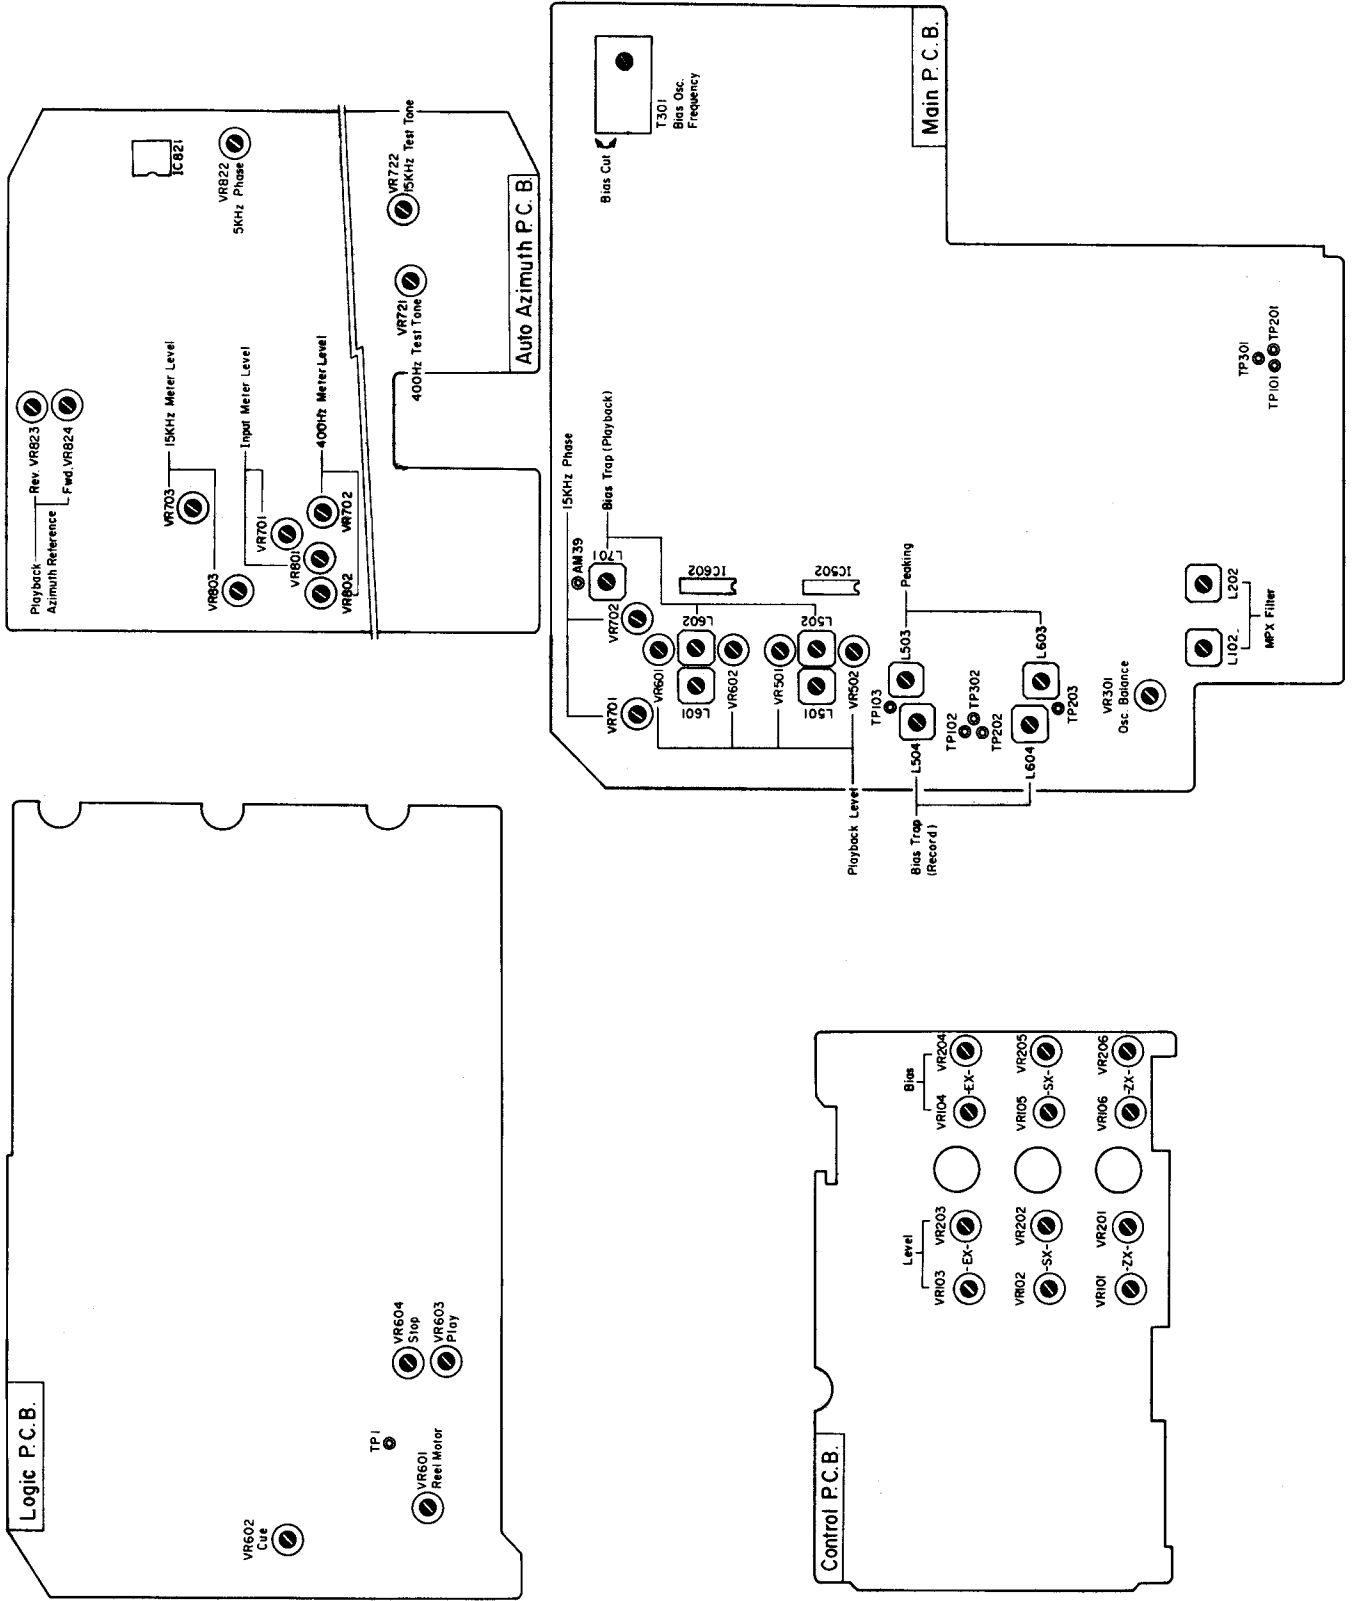 Logic P.C.B.
VR602
Cue
VR601
Reel Motor
TP1
VR604
Stop
VR603
Play
Auto Azimuth P.C.B.
Playback
Azimuth Reference
Rev. VR823
Fwd. VR824
VR703
15KHz Meter Level
VR803
VR701
Input Meter Level
VR801
VR802
VR702
400Hz Meter Level
IC821
VR822
5KHz Phase
VR722
15KHz Test Tone
VR721
400Hz Test Tone
Control P.C.B.
Level
VR103
VR203
-EX-
VR102
VR202
-SX-
VR101
VR201
-ZX-
Bias
VR104
VR204
-EX-
VR105
VR205
-SX-
VR106
VR206
-ZX-
Main P.C.B.
T301
Bias Osc.
Frequency
Bias Cut
15KHz Phase
Bias Trap (Playback)
AM39
L701
VR701
VR702
VR601
L601
L602
VR602
IC602
VR501
L501
L502
VR502
IC502
Playback Level
TP103
L503
Peaking
L603
L504
L604
Bias Trap
(Record)
TP102
TP302
TP202
TP203
VR301
Osc. Balance
L102
L202
MPX Filter
TP301
TP101
TP201